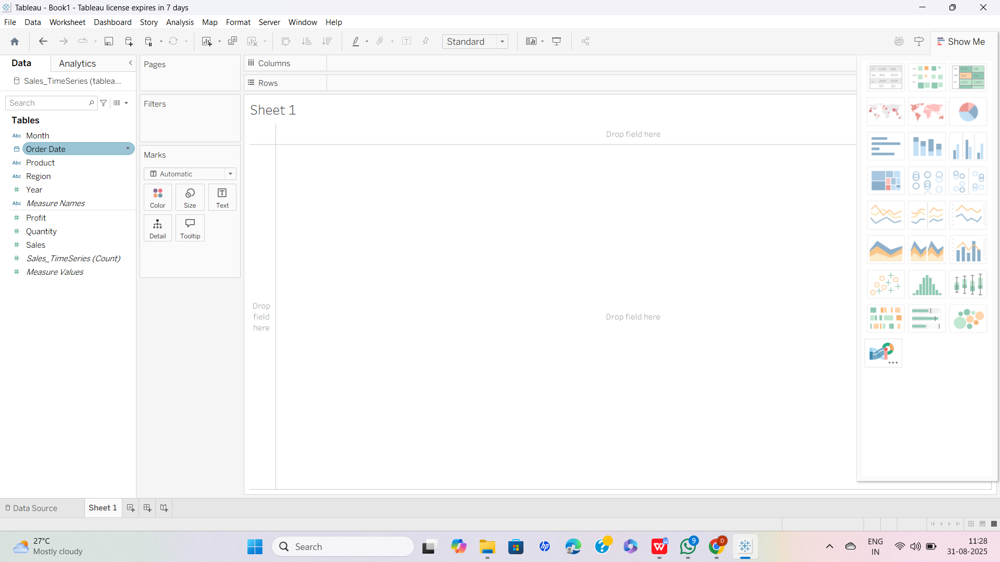 Tableau - Book1 - Tableau license expires in 7 days
File Data Worksheet Dashboard Story Analysis Map Format Server Window Help
Standard
Show Me
Data Analytics
Sales_TimeSeries (tablea...
Search
Tables
Abc Month
Order Date
Abc Product
Abc Region
Year
Abc Measure Names
Profit
Quantity
Sales
Sales_TimeSeries (Count)
Measure Values
Pages
Filters
Marks
Automatic
Color Size Text
Detail Tooltip
Columns
Rows
Sheet 1
Drop field here
Drop
field
here
Drop field here
Data Source Sheet 1
27°C
Mostly cloudy
Search
9
D
ENG
IN
11:28
31-08-2025